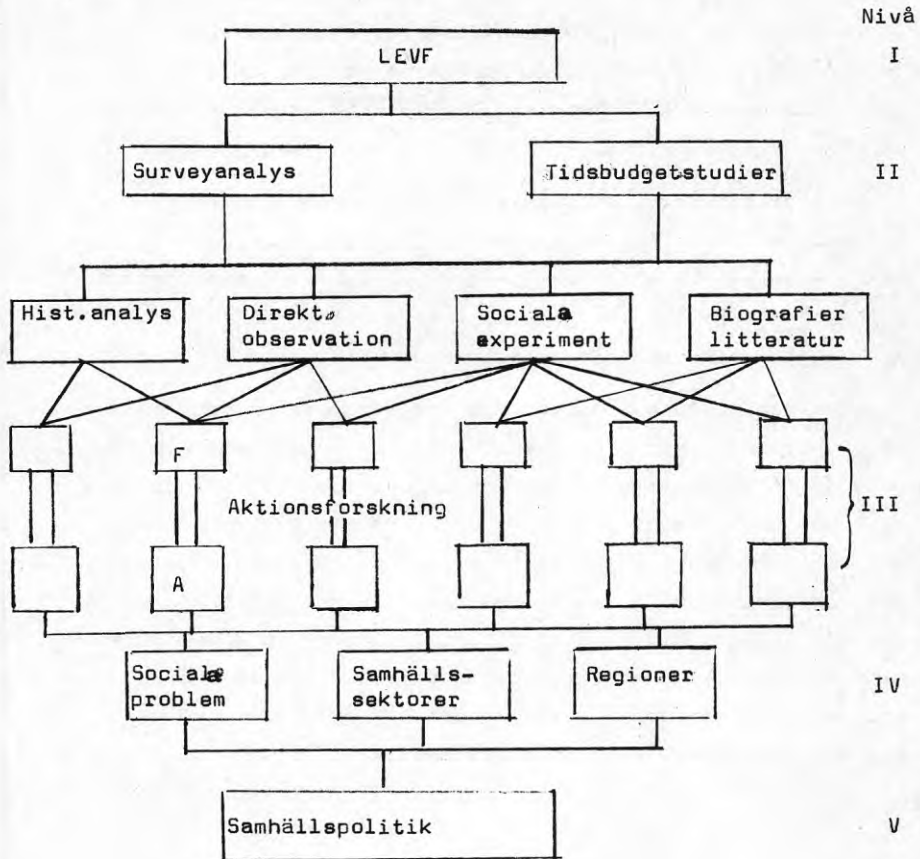 Nivå
LEVF I
Surveyanalys Tidsbudgetstudier II
Hist.analys Direkt Sociala Biografier
observation experiment litteratur
F
Aktionsforskning III
A
Sociala Samhälls- Regioner IV
problem sektorer
Samhällspolitik V